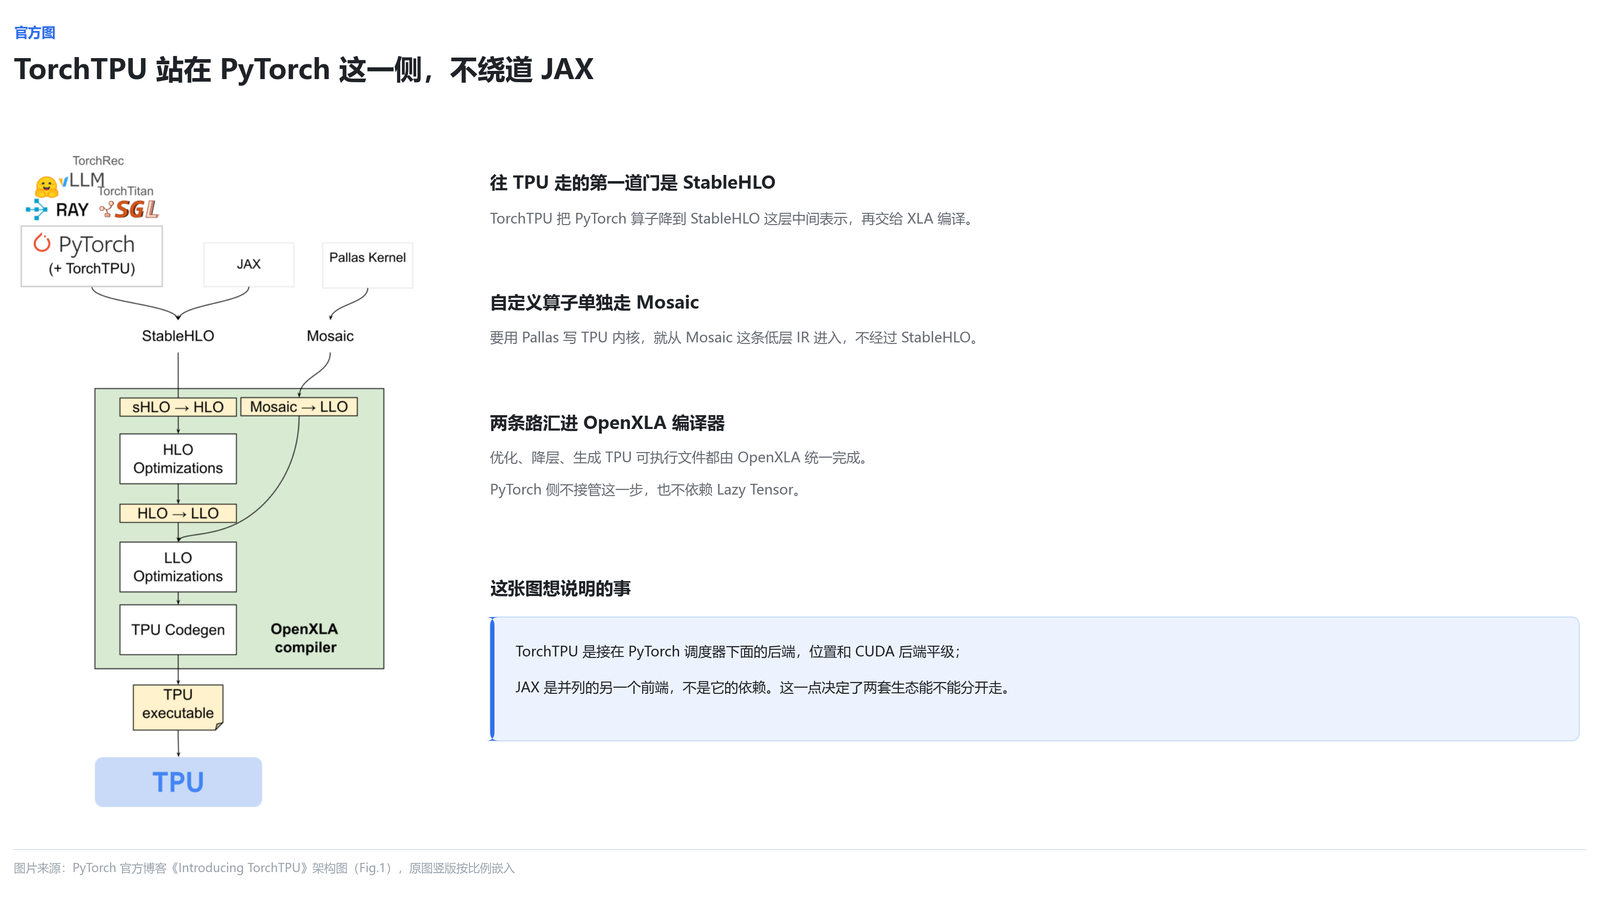 官方图
TorchTPU 站在 PyTorch 这一侧，不绕道 JAX
TorchRec
vLLM
TorchTitan
RAY
SGL
PyTorch
(+ TorchTPU)
JAX
Pallas Kernel
StableHLO
Mosaic
sHLO → HLO
Mosaic → LLO
HLO
Optimizations
HLO → LLO
LLO
Optimizations
TPU Codegen
OpenXLA
compiler
TPU
executable
TPU
往 TPU 走的第一道门是 StableHLO
TorchTPU 把 PyTorch 算子降到 StableHLO 这层中间表示，再交给 XLA 编译。
自定义算子单独走 Mosaic
要用 Pallas 写 TPU 内核，就从 Mosaic 这条低层 IR 进入，不经过 StableHLO。
两条路汇进 OpenXLA 编译器
优化、降层、生成 TPU 可执行文件都由 OpenXLA 统一完成。
PyTorch 侧不接管这一步，也不依赖 Lazy Tensor。
这张图想说明的事
TorchTPU 是接在 PyTorch 调度器下面的后端，位置和 CUDA 后端平级；
JAX 是并列的另一个前端，不是它的依赖。这一点决定了两套生态能不能分开走。
图片来源：PyTorch 官方博客《Introducing TorchTPU》架构图（Fig.1），原图竖版按比例嵌入